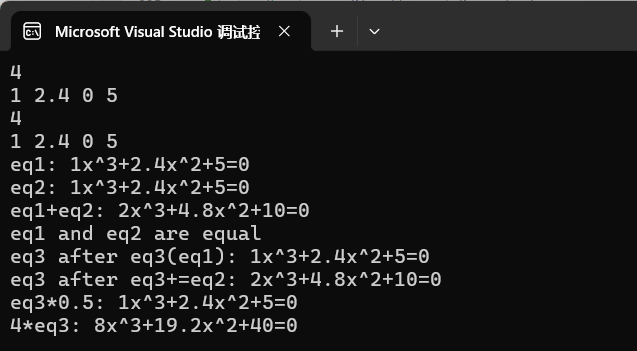 Microsoft Visual Studio 调试控
4
1 2.4 0 5
4
1 2.4 0 5
eq1: 1x^3+2.4x^2+5=0
eq2: 1x^3+2.4x^2+5=0
eq1+eq2: 2x^3+4.8x^2+10=0
eq1 and eq2 are equal
eq3 after eq3(eq1): 1x^3+2.4x^2+5=0
eq3 after eq3+=eq2: 2x^3+4.8x^2+10=0
eq3*0.5: 1x^3+2.4x^2+5=0
4*eq3: 8x^3+19.2x^2+40=0